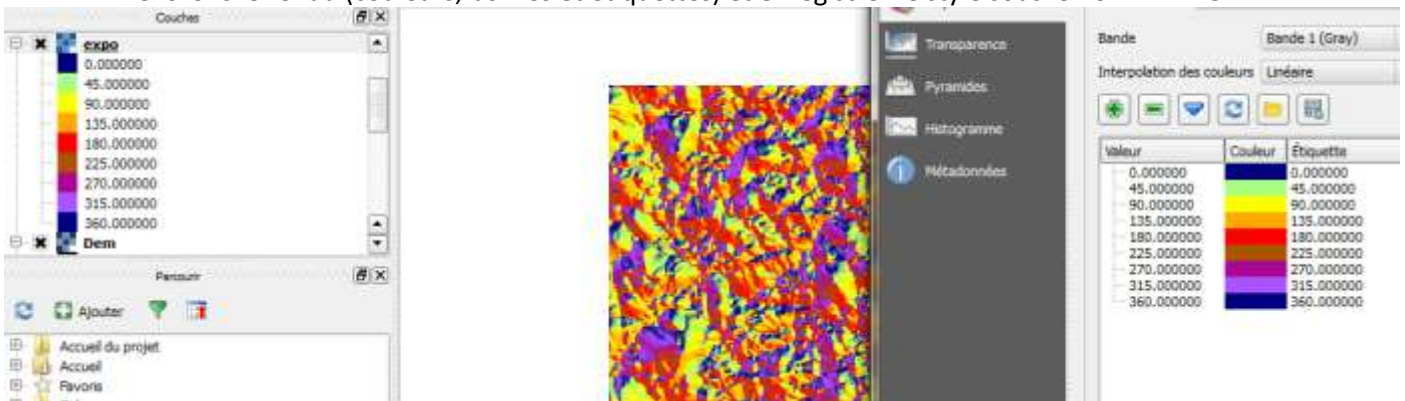 Couches
expo
0.000000
45.000000
90.000000
135.000000
180.000000
225.000000
270.000000
315.000000
360.000000
Dem
Parcourir
Ajouter
Accueil du projet
Accueil
Favoris
Transparence
Pyramides
Histogramme
Métadonnées
Bande Bande 1 (Gray)
Interpolation des couleurs Linéaire
Valeur Couleur Étiquette
0.000000 0.000000
45.000000 45.000000
90.000000 90.000000
135.000000 135.000000
180.000000 180.000000
225.000000 225.000000
270.000000 270.000000
315.000000 315.000000
360.000000 360.000000